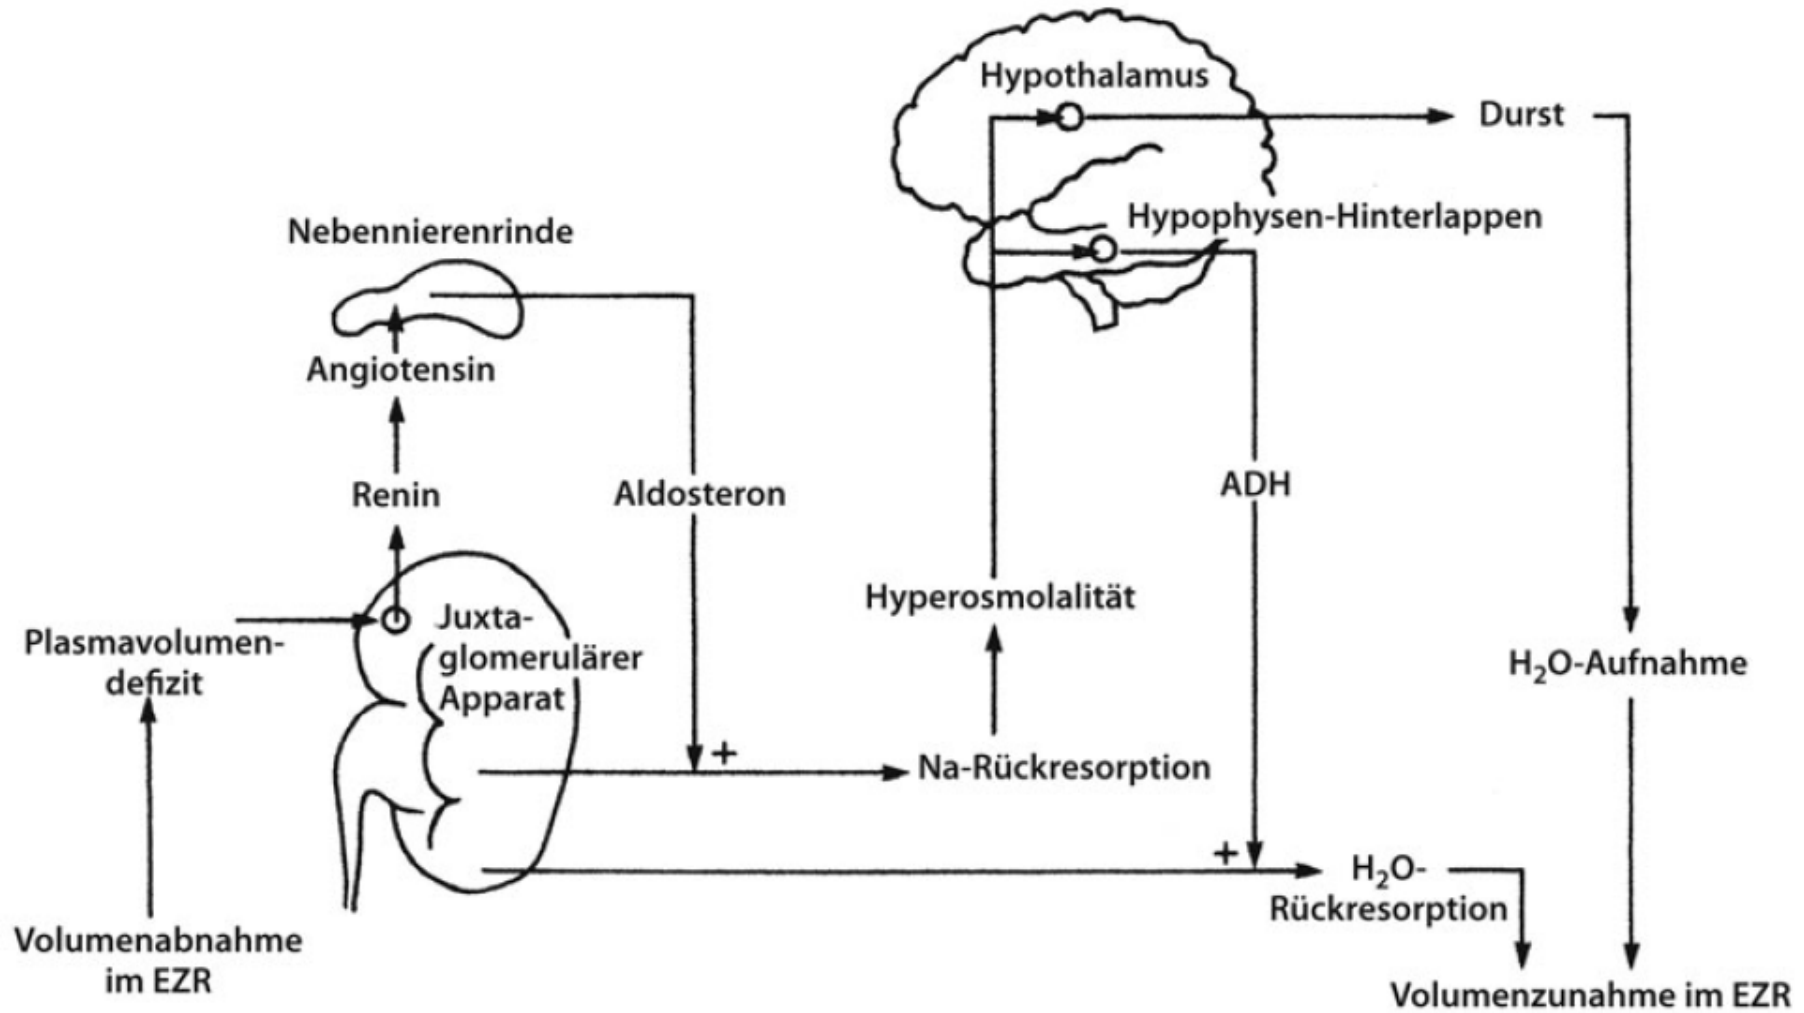 Hypothalamus
Durst
Hypophysen-Hinterlappen
Nebennierenrinde
Angiotensin
Renin
Aldosteron
ADH
Hyperosmolalität
Juxta-
glomerulärer
Apparat
Plasmavolumen-
defizit
H₂O-Aufnahme
+
Na-Rückresorption
+
H₂O-
Rückresorption
Volumenabnahme
im EZR
Volumenzunahme im EZR